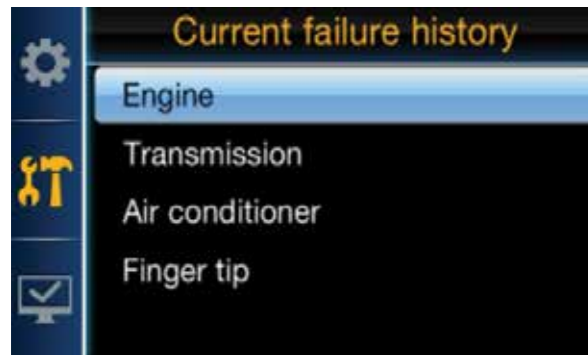 Current failure history
Engine
Transmission
Air conditioner
Finger tip